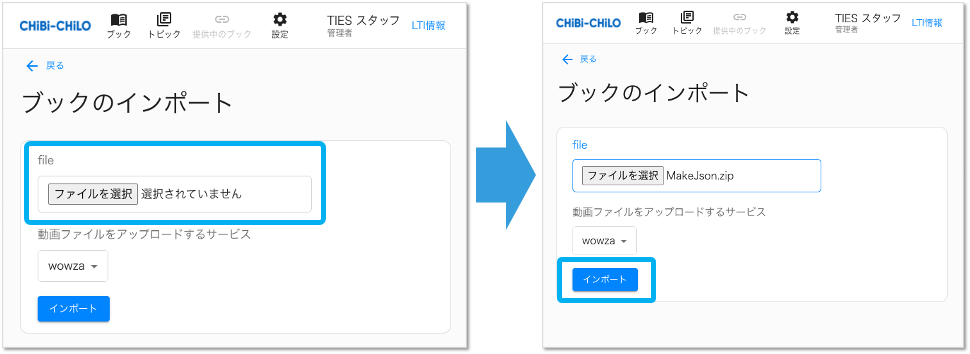 CHiBi-CHiLO
ブック
トピック
提供中のブック
設定
TIES スタッフ
管理者
LTI情報
戻る
ブックのインポート
file
ファイルを選択 選択されていません
動画ファイルをアップロードするサービス
wowza
インポート
CHiBi-CHiLO
ブック
トピック
提供中のブック
設定
TIES スタッフ
管理者
LTI情報
戻る
ブックのインポート
file
ファイルを選択 MakeJson.zip
動画ファイルをアップロードするサービス
wowza
インポート